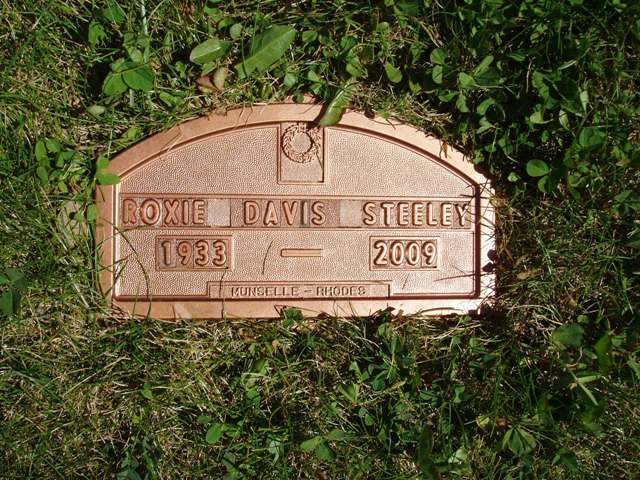 ROXIE DAVIS STEELEY
1933 — 2009
MUNSELLE - RHODES